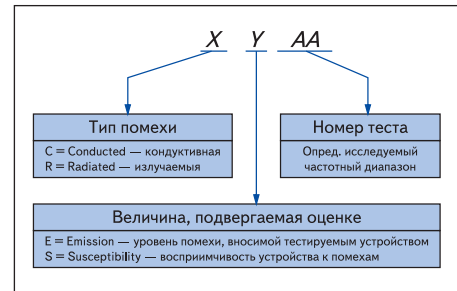 X Y AA
Тип помехи
C = Conducted — кондуктивная
R = Radiated — излучаемая
Номер теста
Опред. исследуемый
частотный диапазон
Величина, подвергаемая оценке
E = Emission — уровень помехи, вносимой тестируемым устройством
S = Susceptibility — восприимчивость устройства к помехам